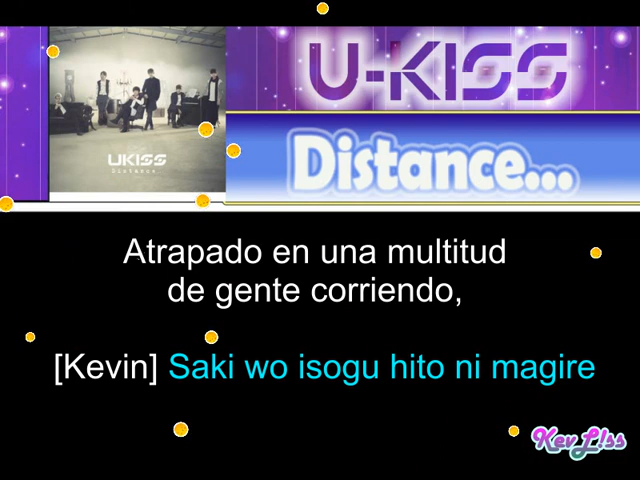 U-KISS
UKISS
Distance
Distance...
Atrapado en una multitud
de gente corriendo,
[Kevin] Saki wo isogu hito ni magire
KevL!ss